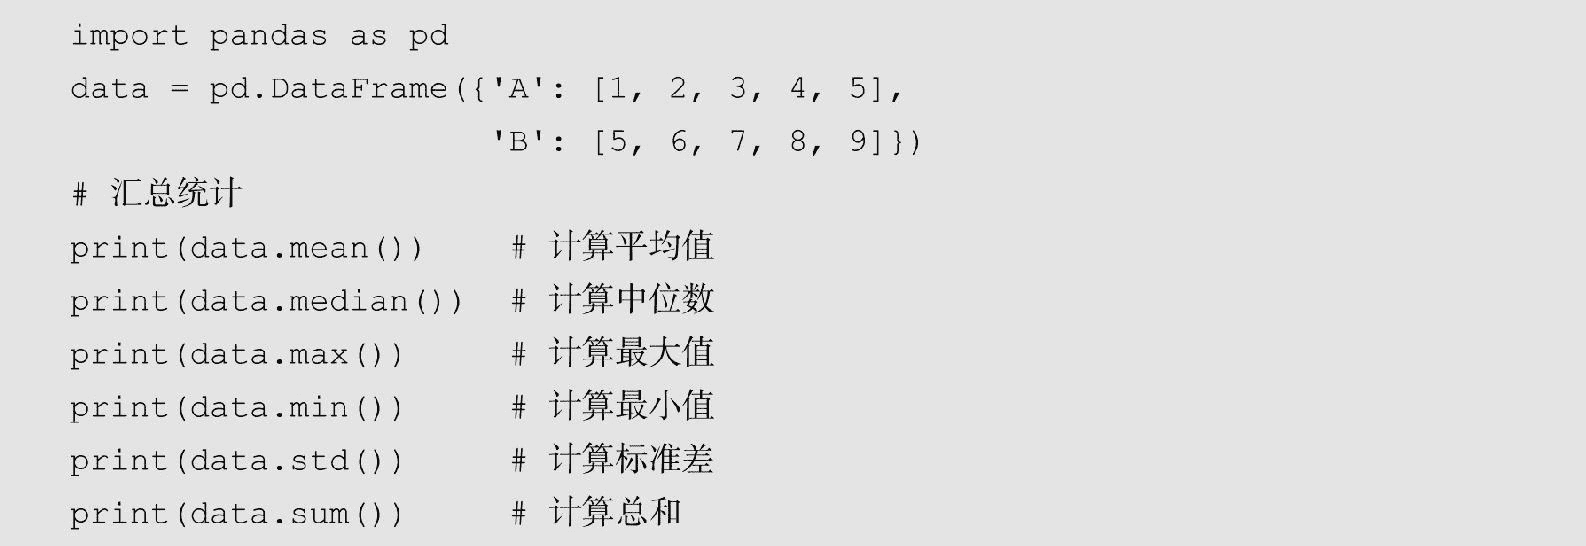 import pandas as pd
data = pd.DataFrame({'A': [1, 2, 3, 4, 5],
                     'B': [5, 6, 7, 8, 9]})
# 汇总统计
print(data.mean())    # 计算平均值
print(data.median())  # 计算中位数
print(data.max())     # 计算最大值
print(data.min())     # 计算最小值
print(data.std())     # 计算标准差
print(data.sum())     # 计算总和